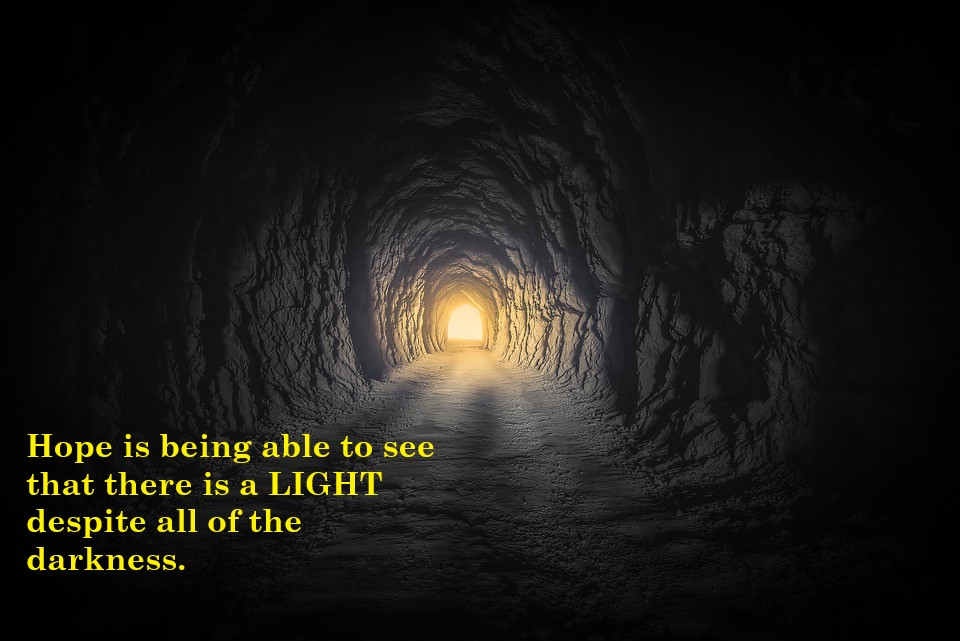 Hope is being able to see
that there is a LIGHT
despite all of the
darkness.